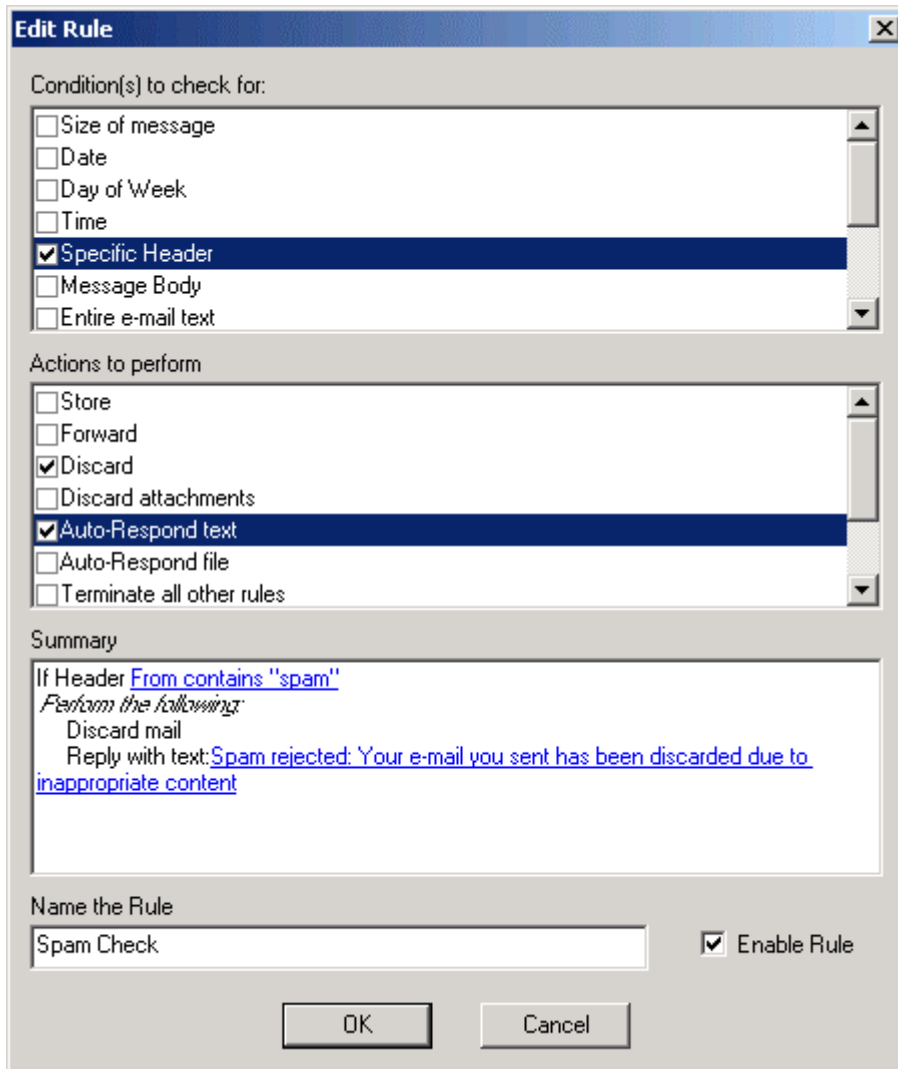 Edit Rule
Condition(s) to check for:
Size of message
Date
Day of Week
Time
Specific Header
Message Body
Entire e-mail text
Actions to perform
Store
Forward
Discard
Discard attachments
Auto-Respond text
Auto-Respond file
Terminate all other rules
Summary
If Header From contains "spam"
Perform the following:
Discard mail
Reply with text:Spam rejected: Your e-mail you sent has been discarded due to
inappropriate content
Name the Rule
Spam Check
Enable Rule
OK
Cancel